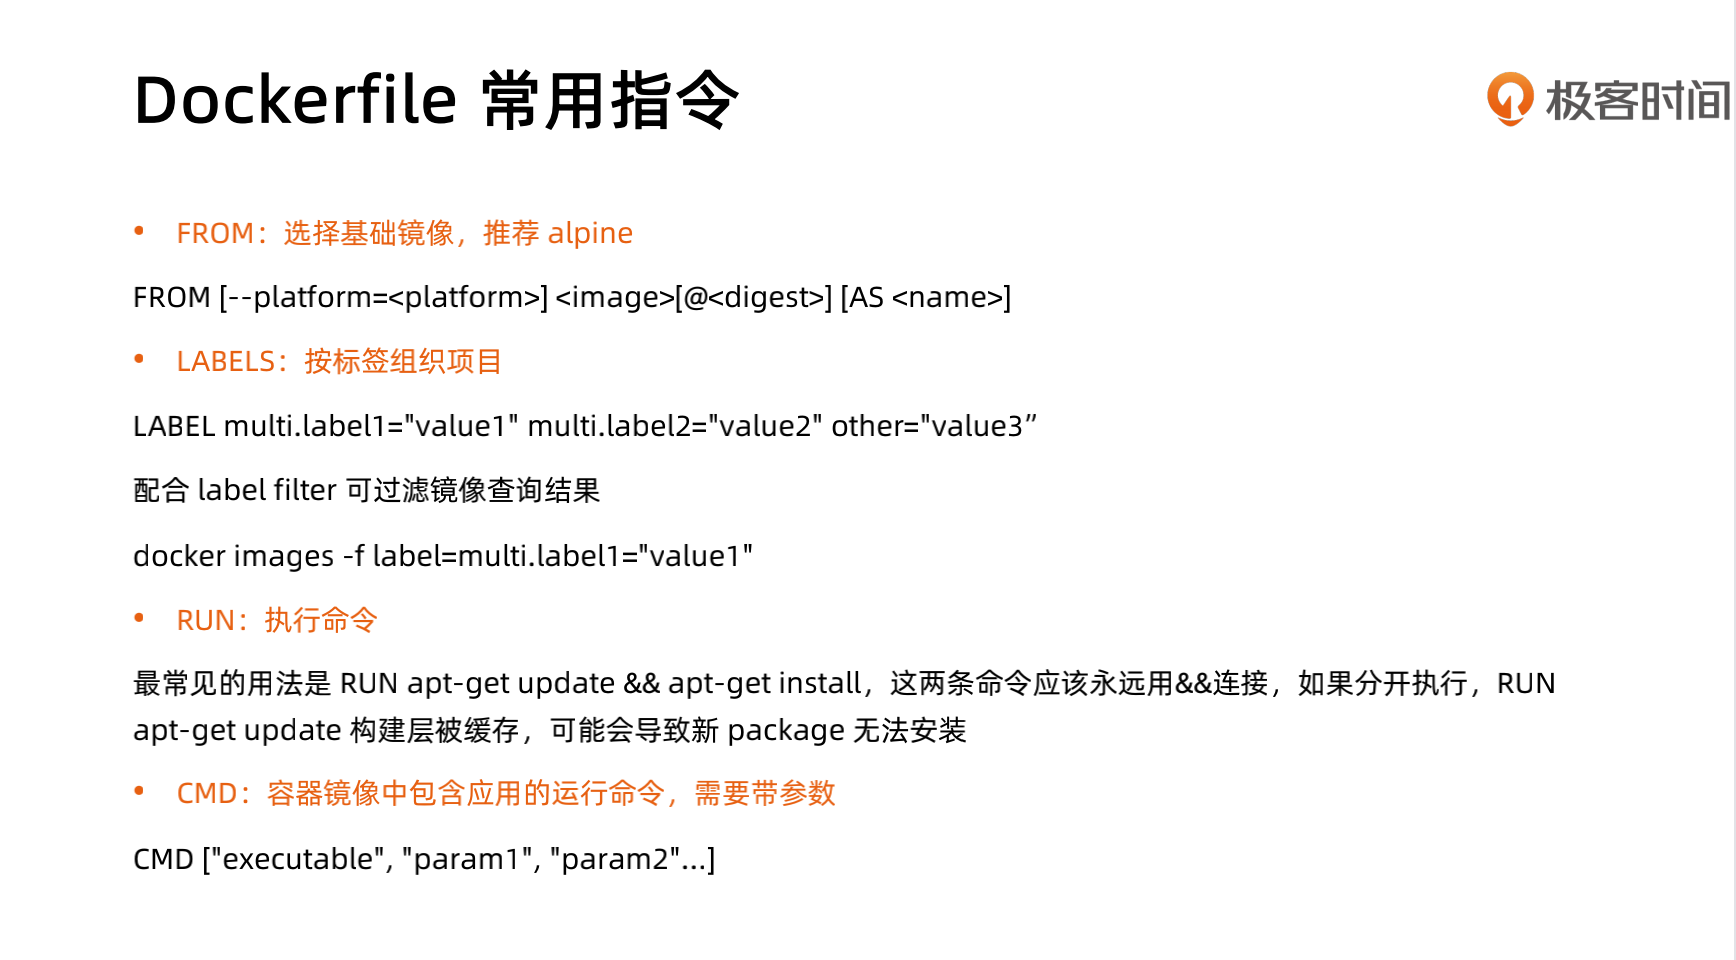 Dockerfile 常用指令
极客时间
• FROM：选择基础镜像，推荐 alpine
FROM [--platform=<platform>] <image>[@<digest>] [AS <name>]
• LABELS：按标签组织项目
LABEL multi.label1="value1" multi.label2="value2" other="value3”
配合 label filter 可过滤镜像查询结果
docker images -f label=multi.label1="value1"
• RUN：执行命令
最常见的用法是 RUN apt-get update && apt-get install，这两条命令应该永远用&&连接，如果分开执行，RUN
apt-get update 构建层被缓存，可能会导致新 package 无法安装
• CMD：容器镜像中包含应用的运行命令，需要带参数
CMD ["executable", "param1", "param2"...]